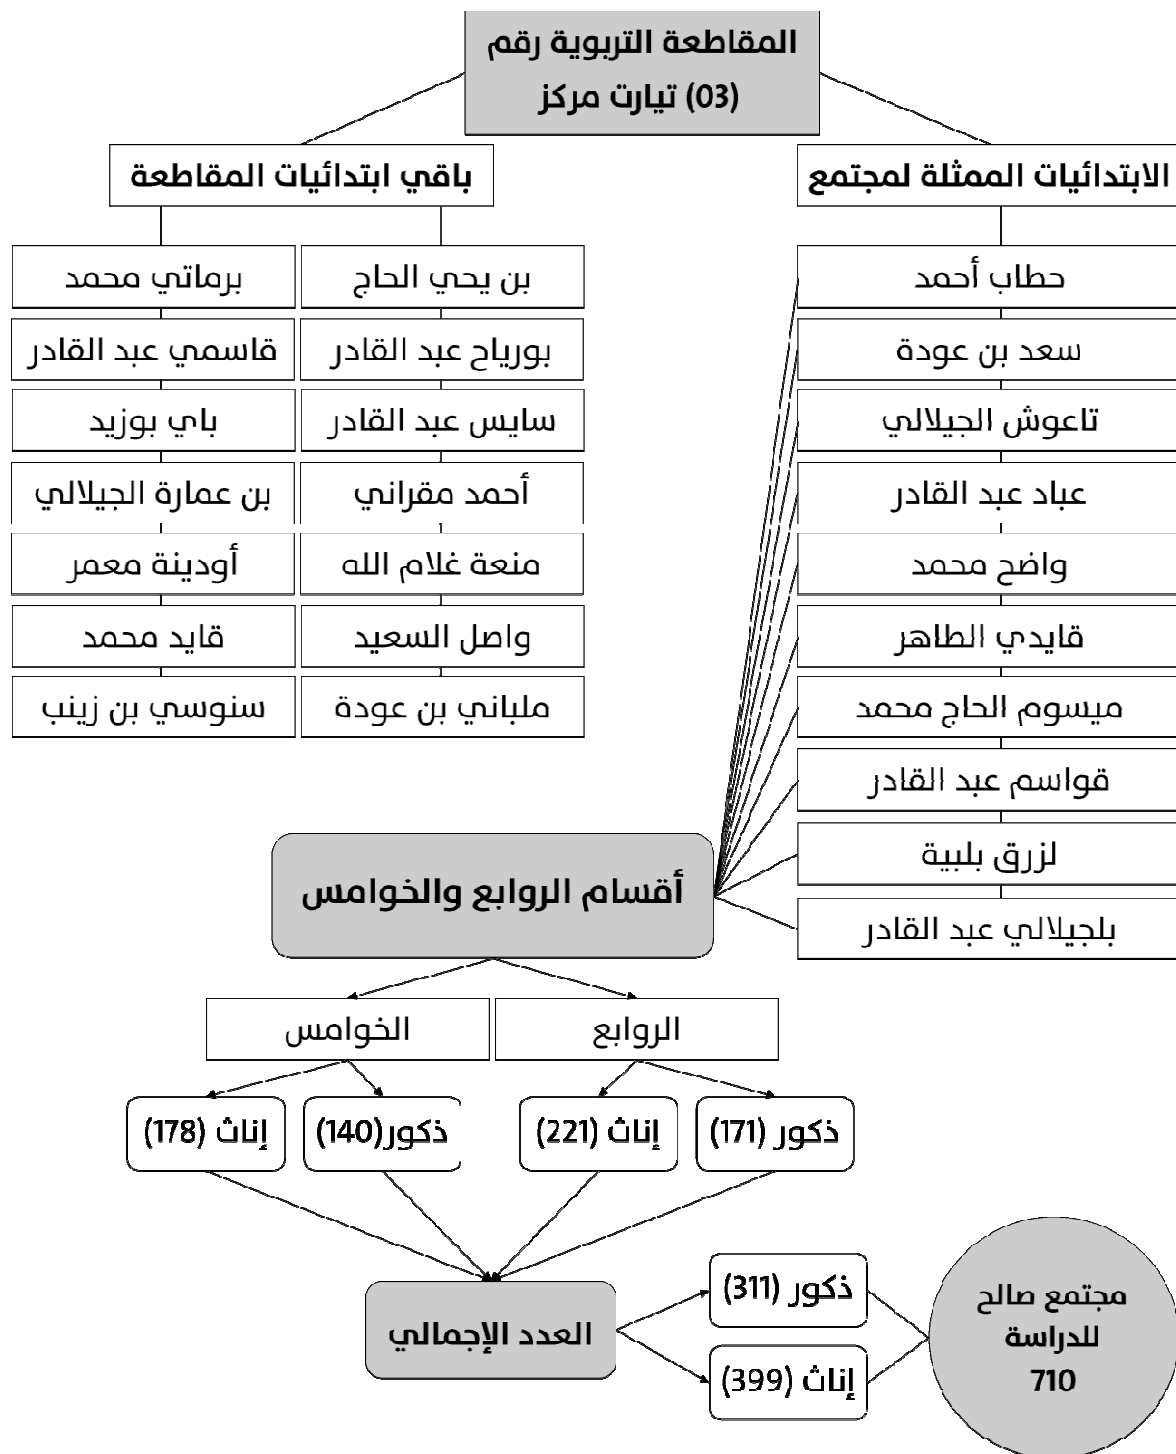 المقاطعة التربوية رقم
(03) تيارت مركز
الابتدائيات الممثلة لمجتمع
باقي ابتدائيات المقاطعة
حطاب أحمد
سعد بن عودة
تاعوش الجيلالي
عباد عبد القادر
واضح محمد
قايدي الطاهر
ميسوم الحاج محمد
قواسم عبد القادر
لزرق بلبية
بلجيلالي عبد القادر
بن يحي الحاج
بورياح عبد القادر
سايس عبد القادر
أحمد مقراني
منعة غلام الله
واصل السعيد
ملباني بن عودة
برماتي محمد
قاسمي عبد القادر
باي بوزيد
بن عمارة الجيلالي
أودينة معمر
قايد محمد
سنوسي بن زينب
أقسام الروابع والخوامس
الروابع
الخوامس
ذكور (171)
إناث (221)
ذكور(140)
إناث (178)
العدد الإجمالي
ذكور (311)
إناث (399)
مجتمع صالح
للدراسة
710